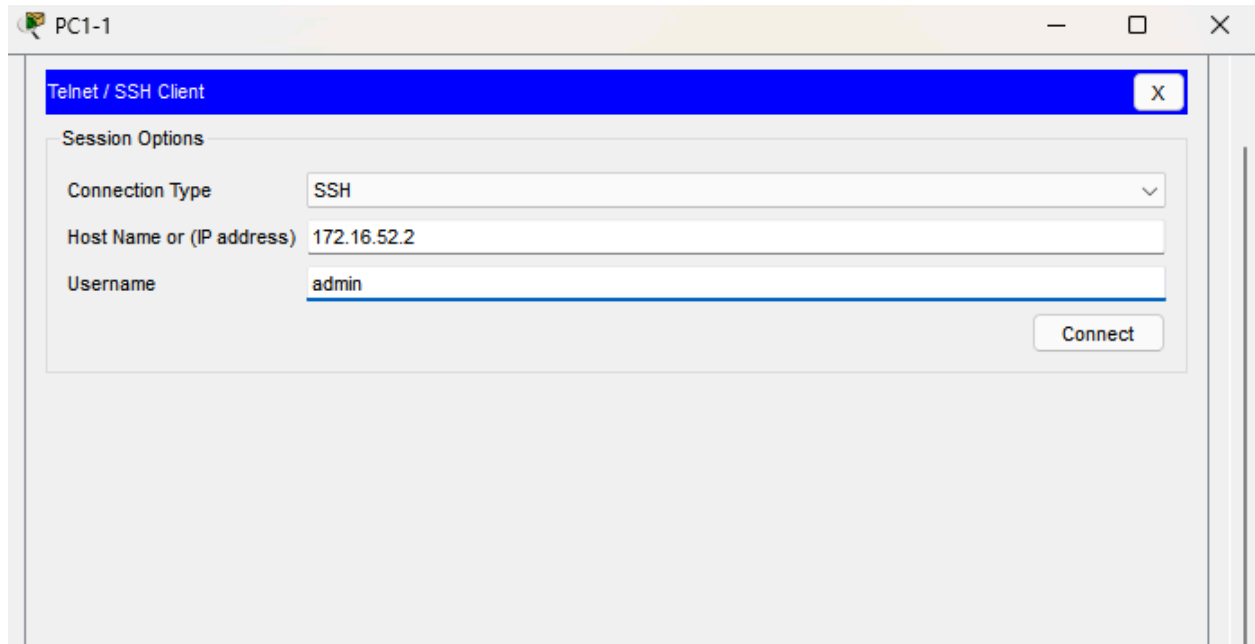 PC1-1
Telnet / SSH Client X
Session Options
Connection Type SSH
Host Name or (IP address) 172.16.52.2
Username admin
Connect